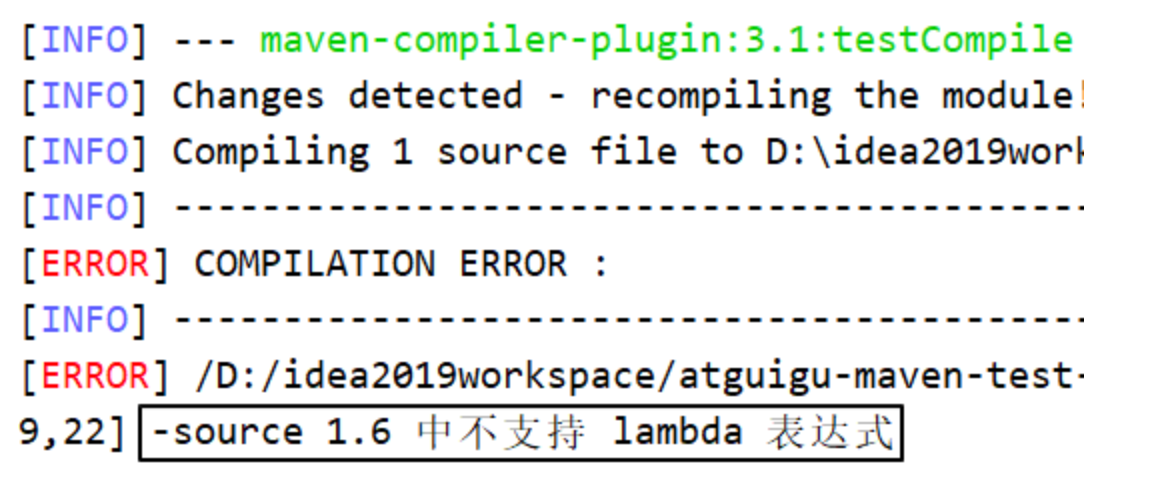 [INFO] --- maven-compiler-plugin:3.1:testCompile
[INFO] Changes detected - recompiling the module!
[INFO] Compiling 1 source file to D:\idea2019work
[INFO] -------------------------------------------
[ERROR] COMPILATION ERROR :
[INFO] -------------------------------------------
[ERROR] /D:/idea2019workspace/atguigu-maven-test-
9,22] -source 1.6 中不支持 lambda 表达式